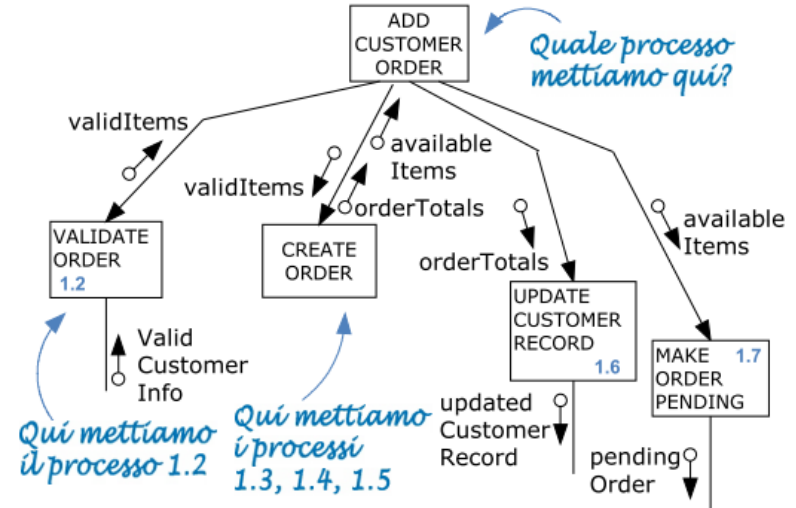 ADD
CUSTOMER
ORDER
Quale processo
mettiamo qui?
validItems
available
Items
validItems
orderTotals
VALIDATE
ORDER
1.2
CREATE
ORDER
orderTotals
available
Items
UPDATE
CUSTOMER
RECORD
1.6
MAKE
ORDER
PENDING
1.7
Valid
Customer
Info
Qui mettiamo
il processo 1.2
Qui mettiamo
i processi
1.3, 1.4, 1.5
updated
Customer
Record
pending
Order